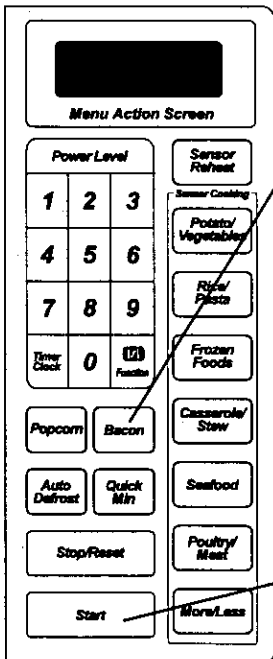 Menu Action Screen
Power Level
1 2 3
4 5 6
7 8 9
Timer
Clock
0
Function
Popcorn
Bacon
Auto
Defrost
Quick
Min
Stop/Reset
Start
Sensor
Reheat
Sensor Cooking
Potato/
Vegetables
Rice/
Pasta
Frozen
Foods
Casserole/
Stew
Seafood
Poultry/
Meat
More/Less